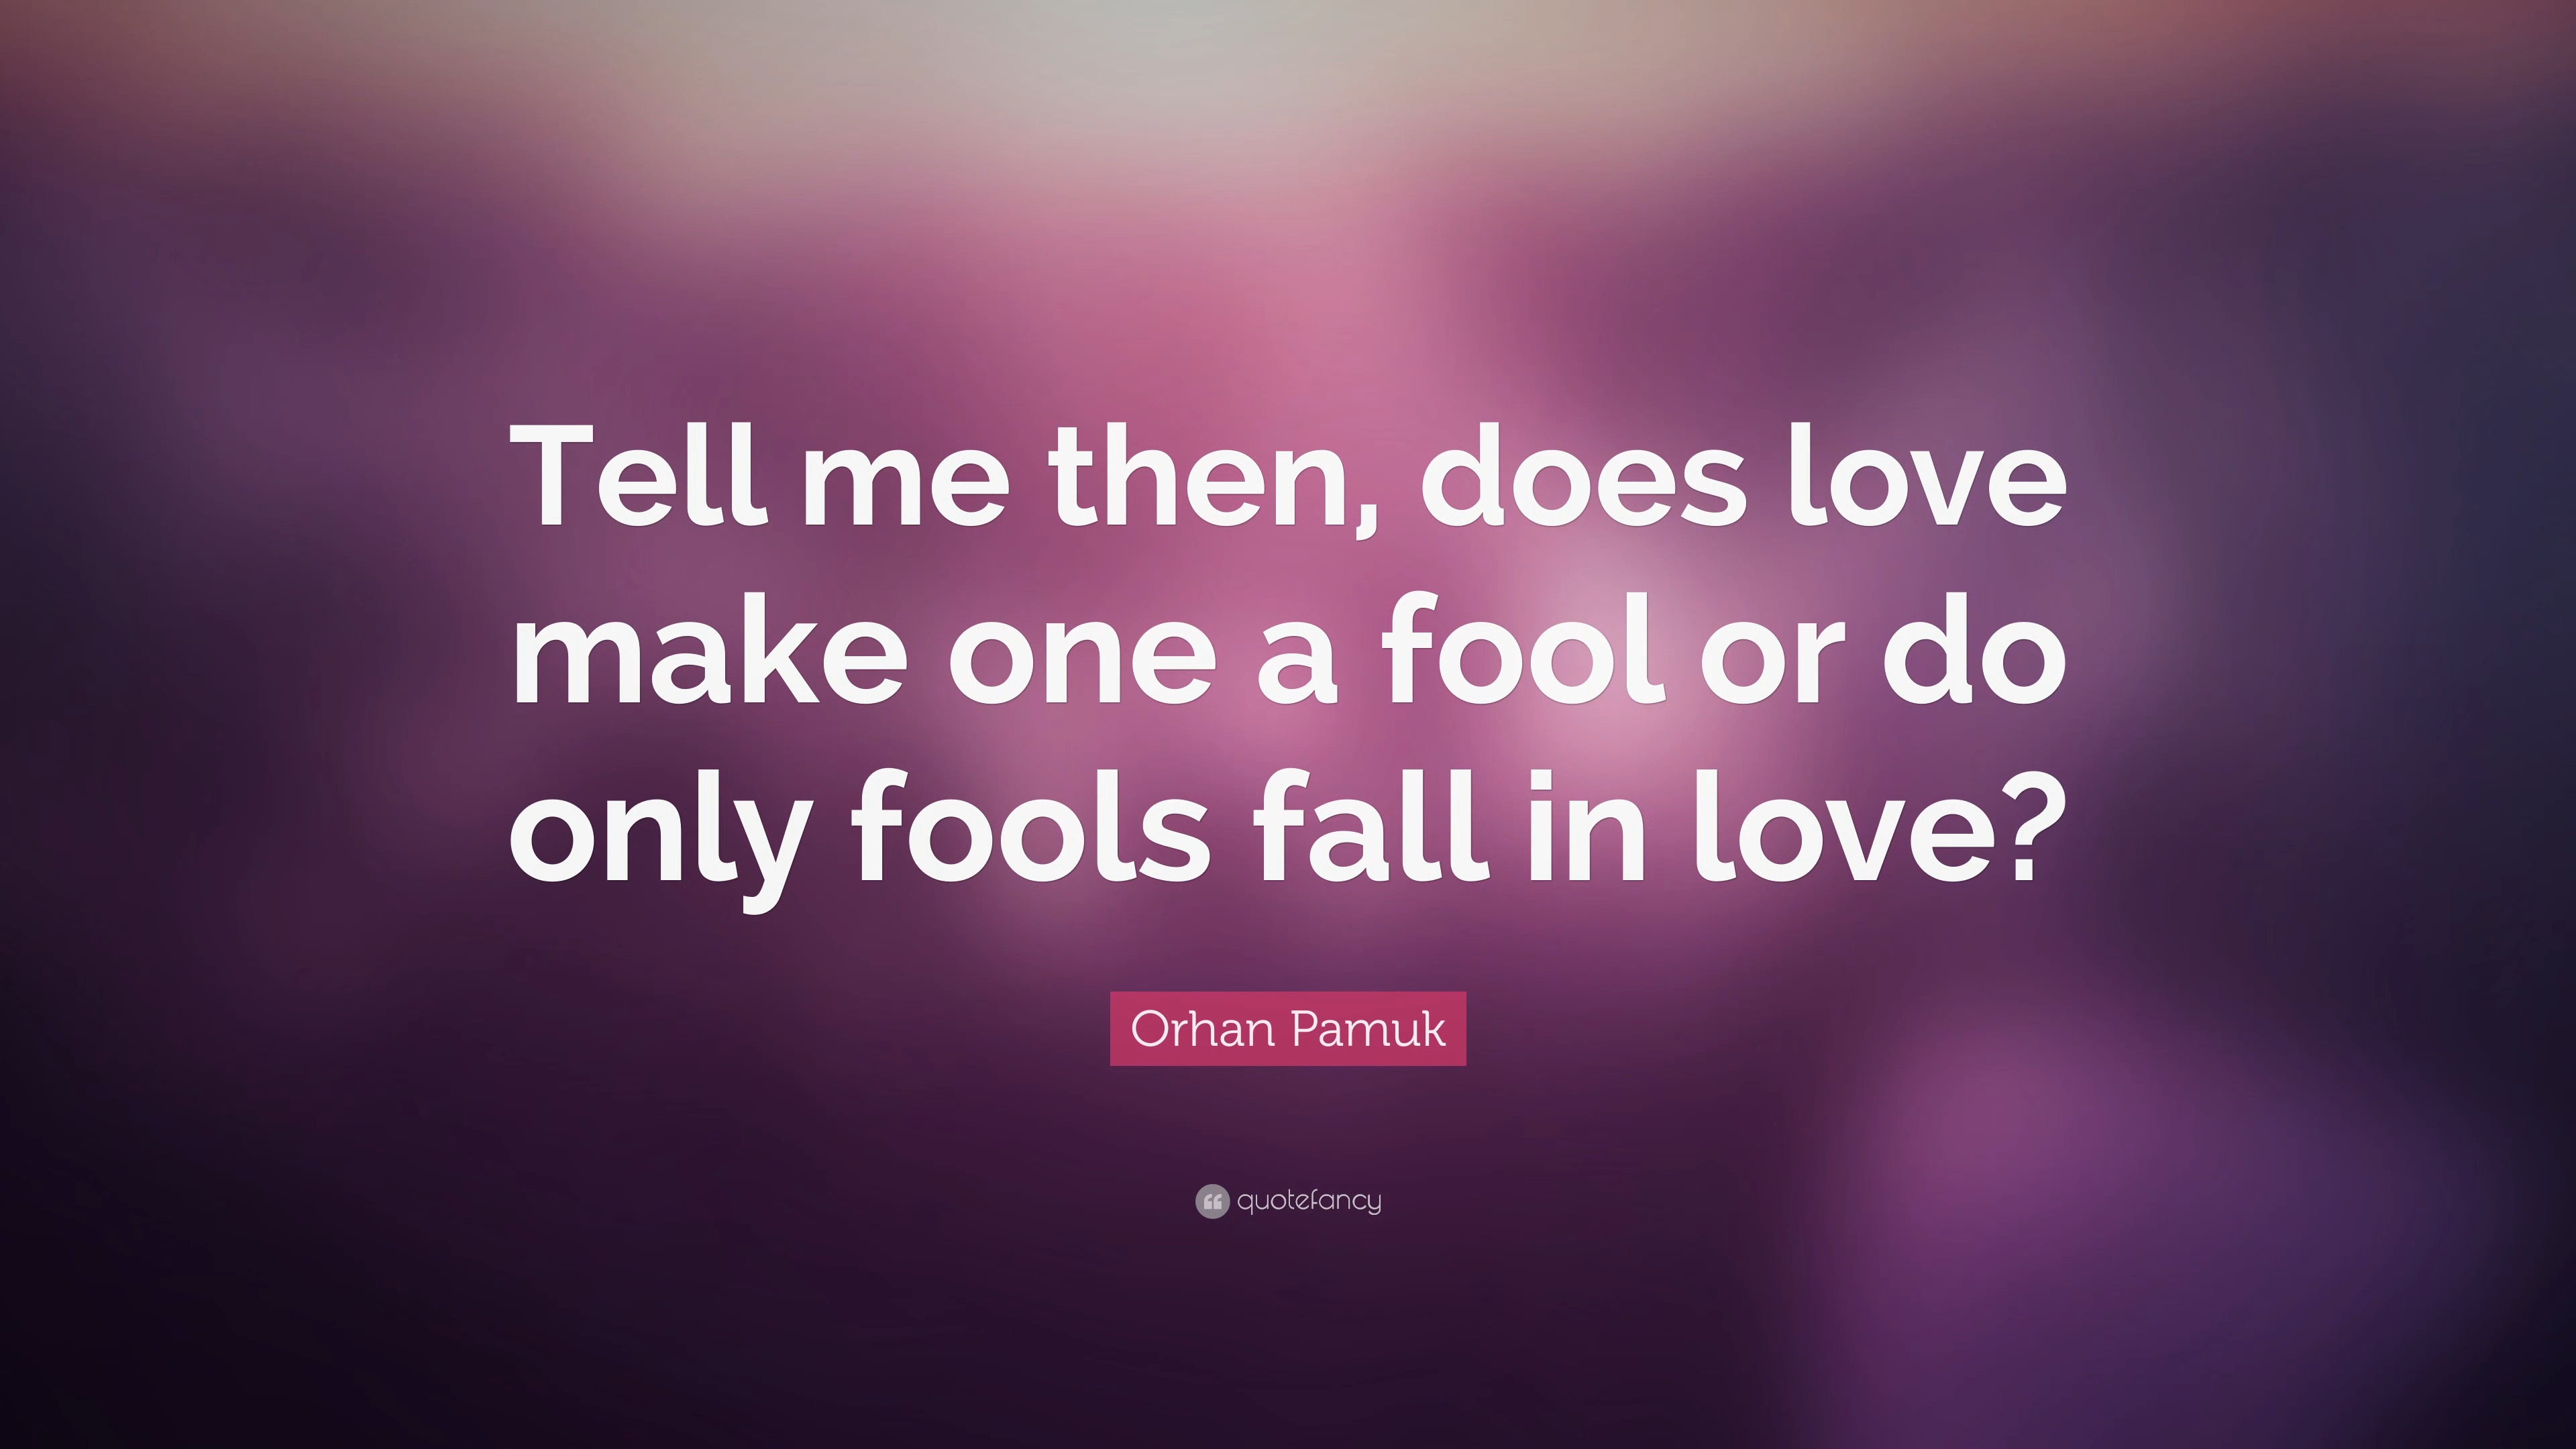 Tell me then, does love
make one a fool or do
only fools fall in love?
Orhan Pamuk
quotefancy